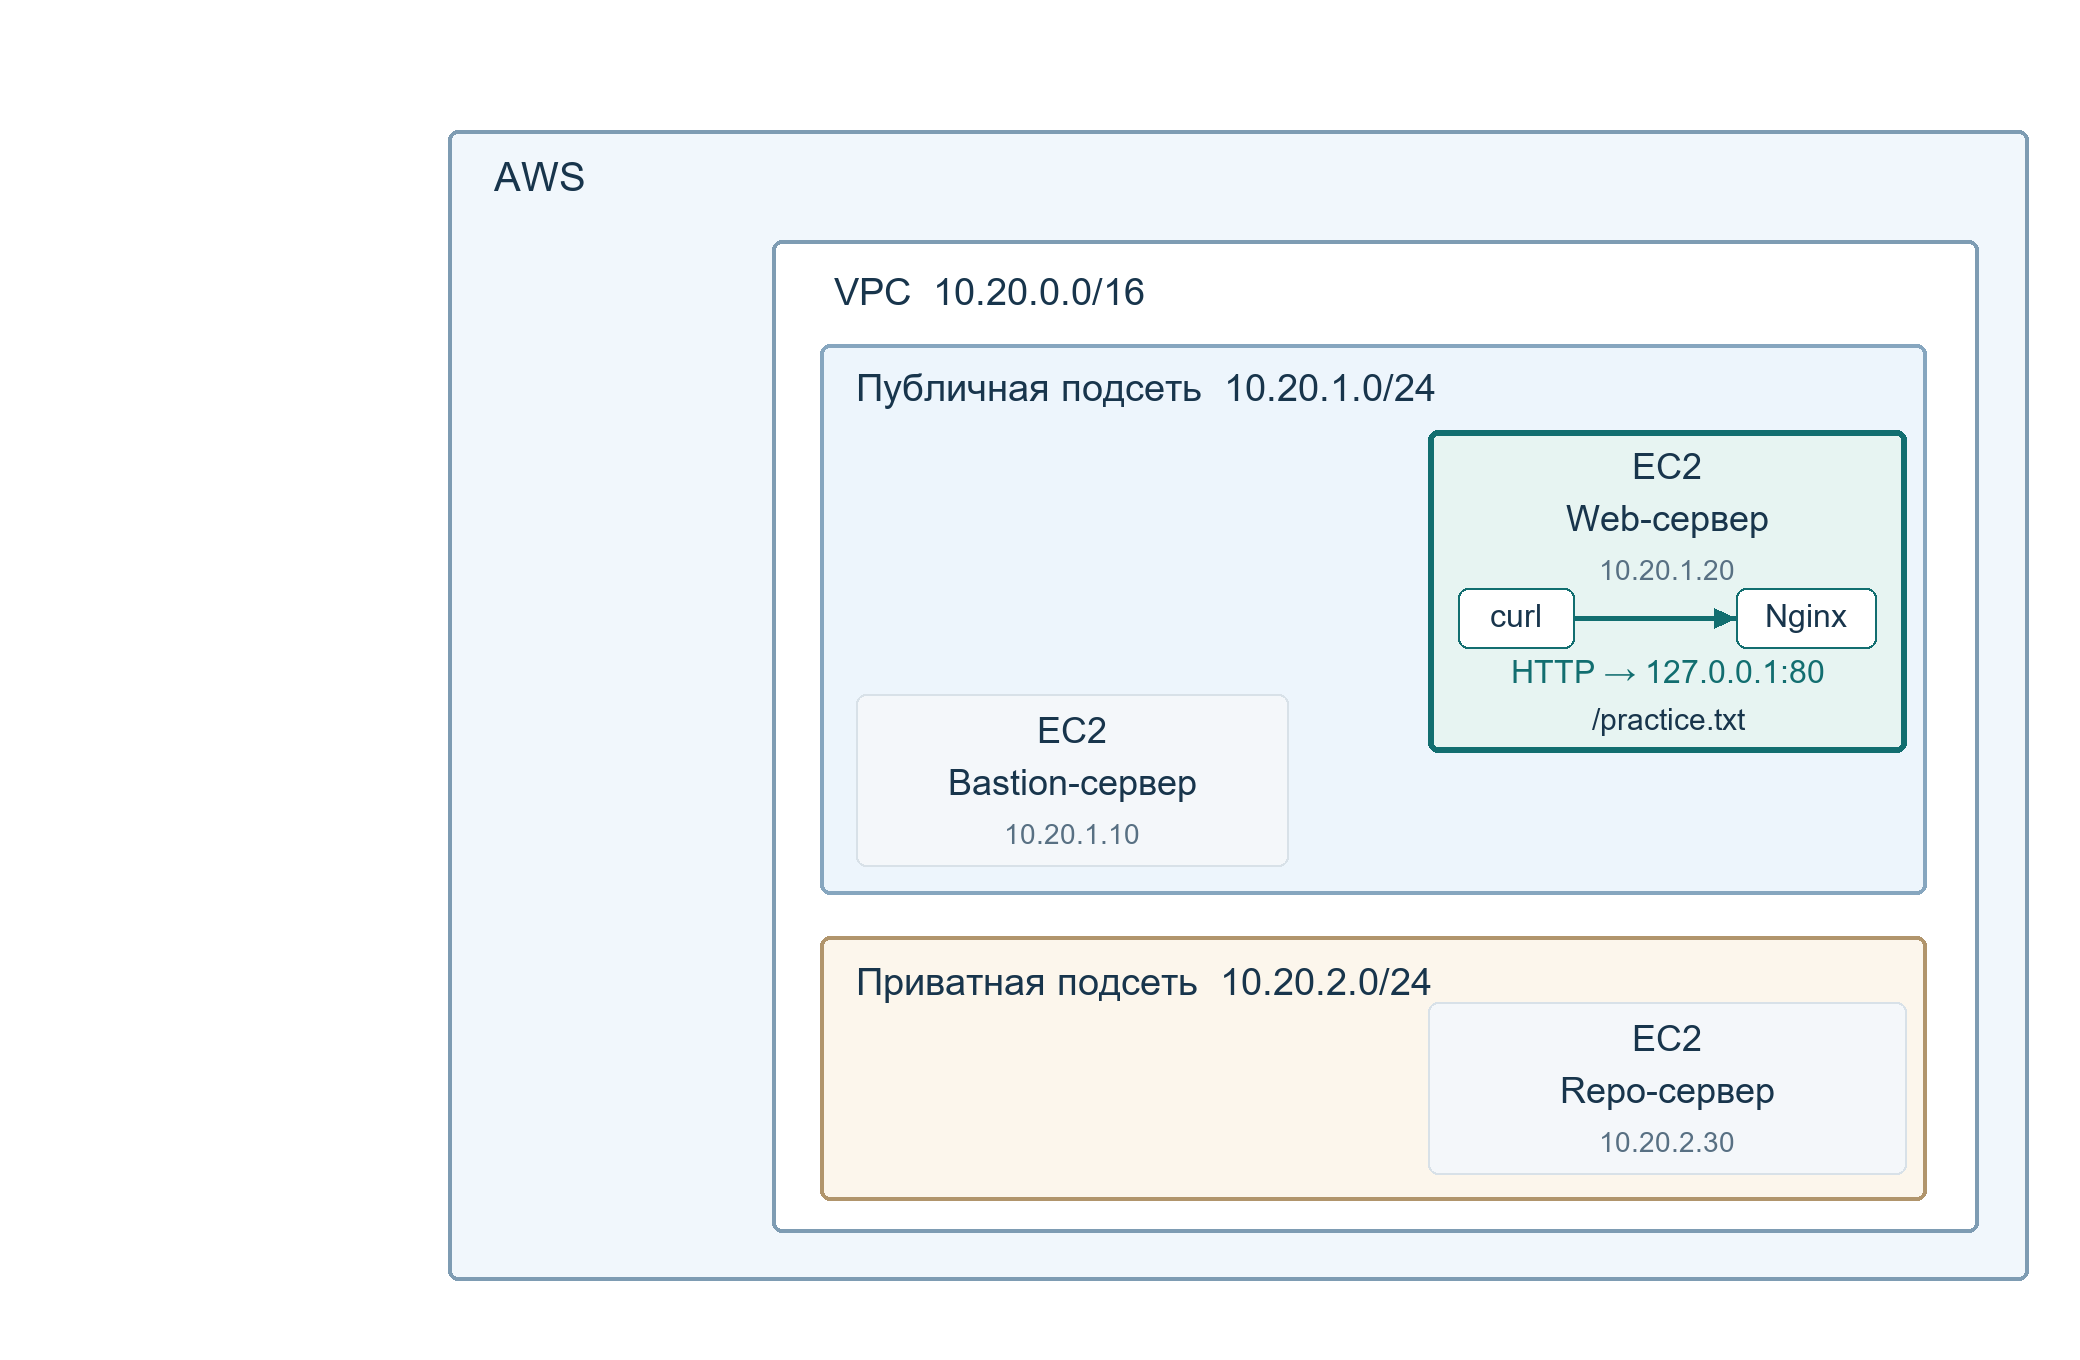 AWS
VPC 10.20.0.0/16
Публичная подсеть 10.20.1.0/24
EC2
Web-сервер
10.20.1.20
curl
Nginx
HTTP → 127.0.0.1:80
/practice.txt
EC2
Bastion-сервер
10.20.1.10
Приватная подсеть 10.20.2.0/24
EC2
Repo-сервер
10.20.2.30